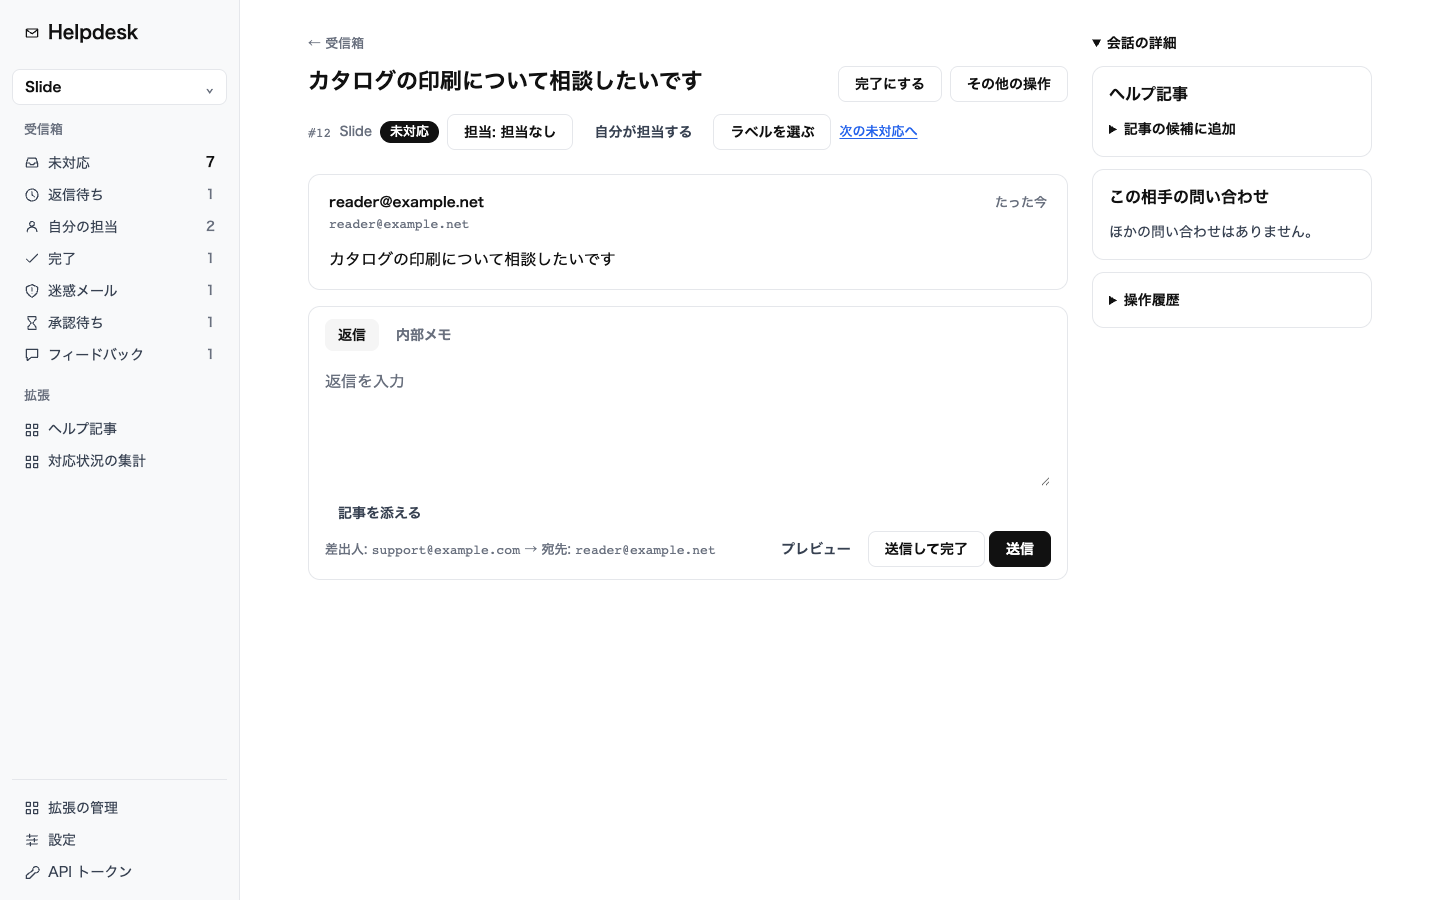 Helpdesk
Slide
受信箱
未対応 7
返信待ち 1
自分の担当 2
完了 1
迷惑メール 1
承認待ち 1
フィードバック 1
拡張
ヘルプ記事
対応状況の集計
拡張の管理
設定
API トークン
← 受信箱
カタログの印刷について相談したいです
完了にする その他の操作
#12 Slide 未対応 担当: 担当なし 自分が担当する ラベルを選ぶ 次の未対応へ
reader@example.net たった今
reader@example.net
カタログの印刷について相談したいです
返信 内部メモ
返信を入力
記事を添える
差出人: support@example.com → 宛先: reader@example.net プレビュー 送信して完了 送信
▼ 会話の詳細
ヘルプ記事
▶ 記事の候補に追加
この相手の問い合わせ
ほかの問い合わせはありません。
▶ 操作履歴